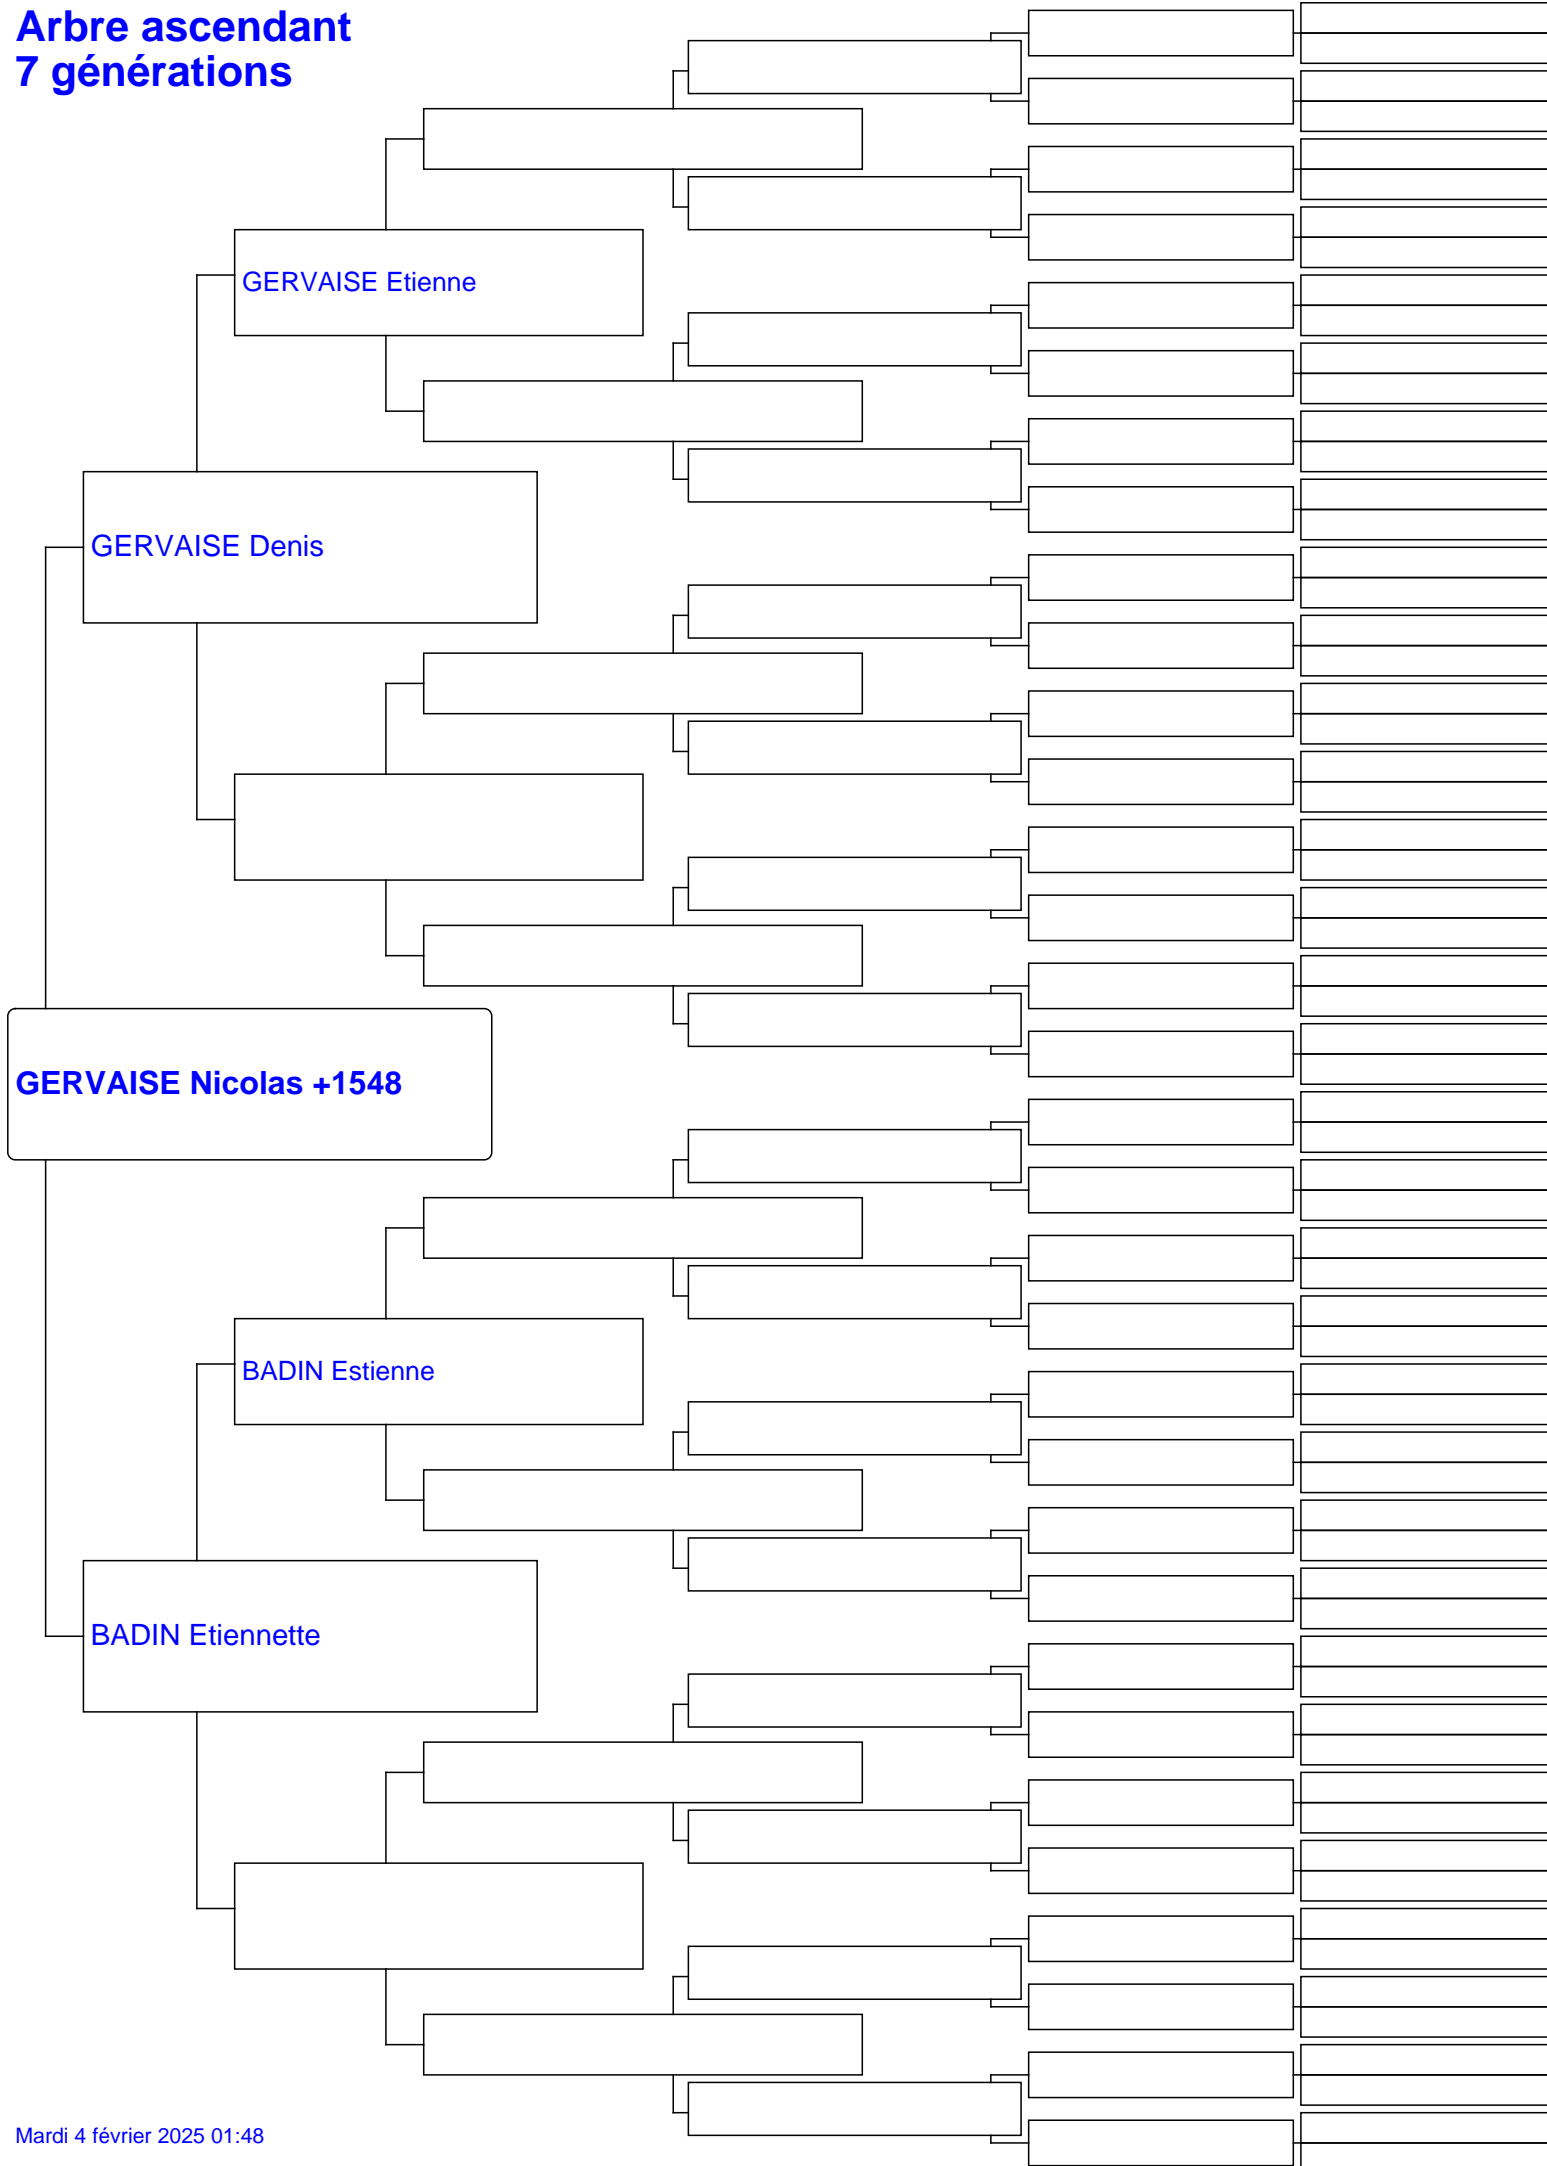 Arbre ascendant
7 générations
GERVAISE Etienne
GERVAISE Denis
GERVAISE Nicolas +1548
BADIN Estienne
BADIN Etiennette
Mardi 4 février 2025 01:48